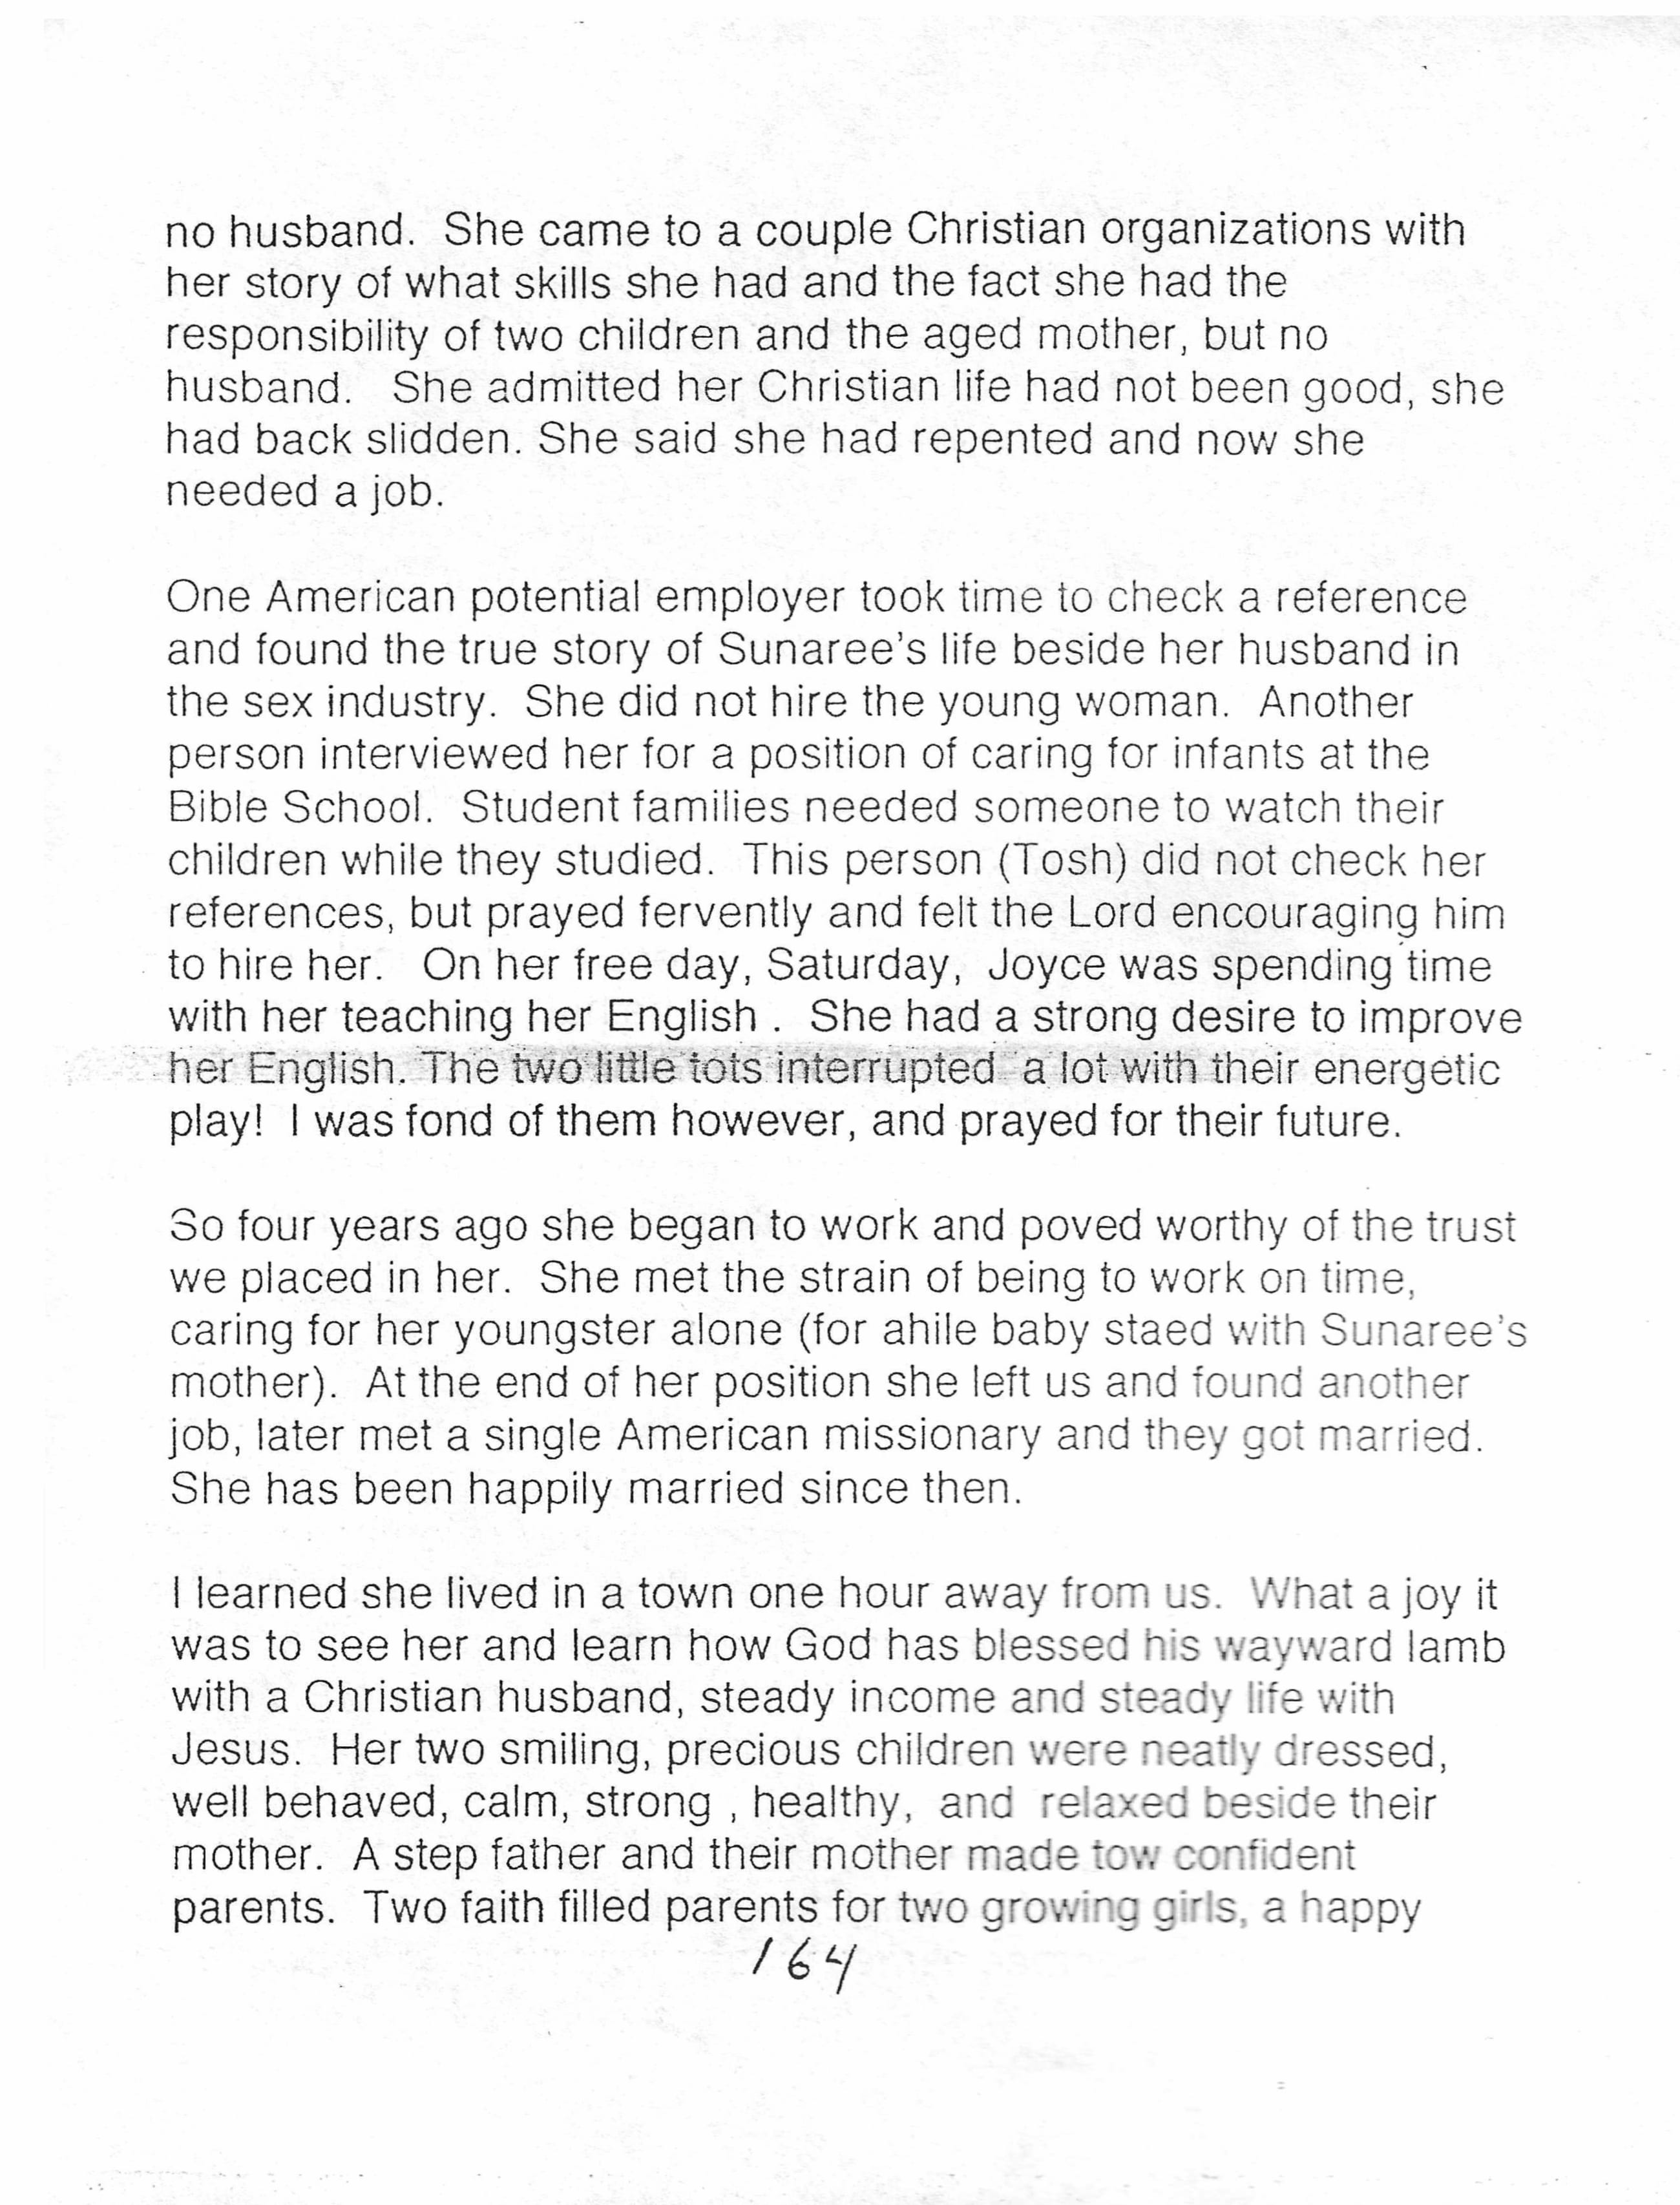 no husband.  She came to a couple Christian organizations with
her story of what skills she had and the fact she had the
responsibility of two children and the aged mother, but no
husband.   She admitted her Christian life had not been good, she
had back slidden. She said she had repented and now she
needed a job.

One American potential employer took time to check a reference
and found the true story of Sunaree's life beside her husband in
the sex industry.  She did not hire the young woman.  Another
person interviewed her for a position of caring for infants at the
Bible School.  Student families needed someone to watch their
children while they studied.  This person (Tosh) did not check her
references, but prayed fervently and felt the Lord encouraging him
to hire her.   On her free day, Saturday,  Joyce was spending time
with her teaching her English .  She had a strong desire to improve
her English. The two little tots interrupted  a lot with their energetic
play!  I was fond of them however, and prayed for their future.

So four years ago she began to work and poved worthy of the trust
we placed in her.  She met the strain of being to work on time,
caring for her youngster alone (for ahile baby staed with Sunaree's
mother).  At the end of her position she left us and found another
job, later met a single American missionary and they got married.
She has been happily married since then.

I learned she lived in a town one hour away from us.  What a joy it
was to see her and learn how God has blessed his wayward lamb
with a Christian husband, steady income and steady life with
Jesus.  Her two smiling, precious children were neatly dressed,
well behaved, calm, strong , healthy,  and  relaxed beside their
mother.  A step father and their mother made tow confident
parents.  Two faith filled parents for two growing girls, a happy
164